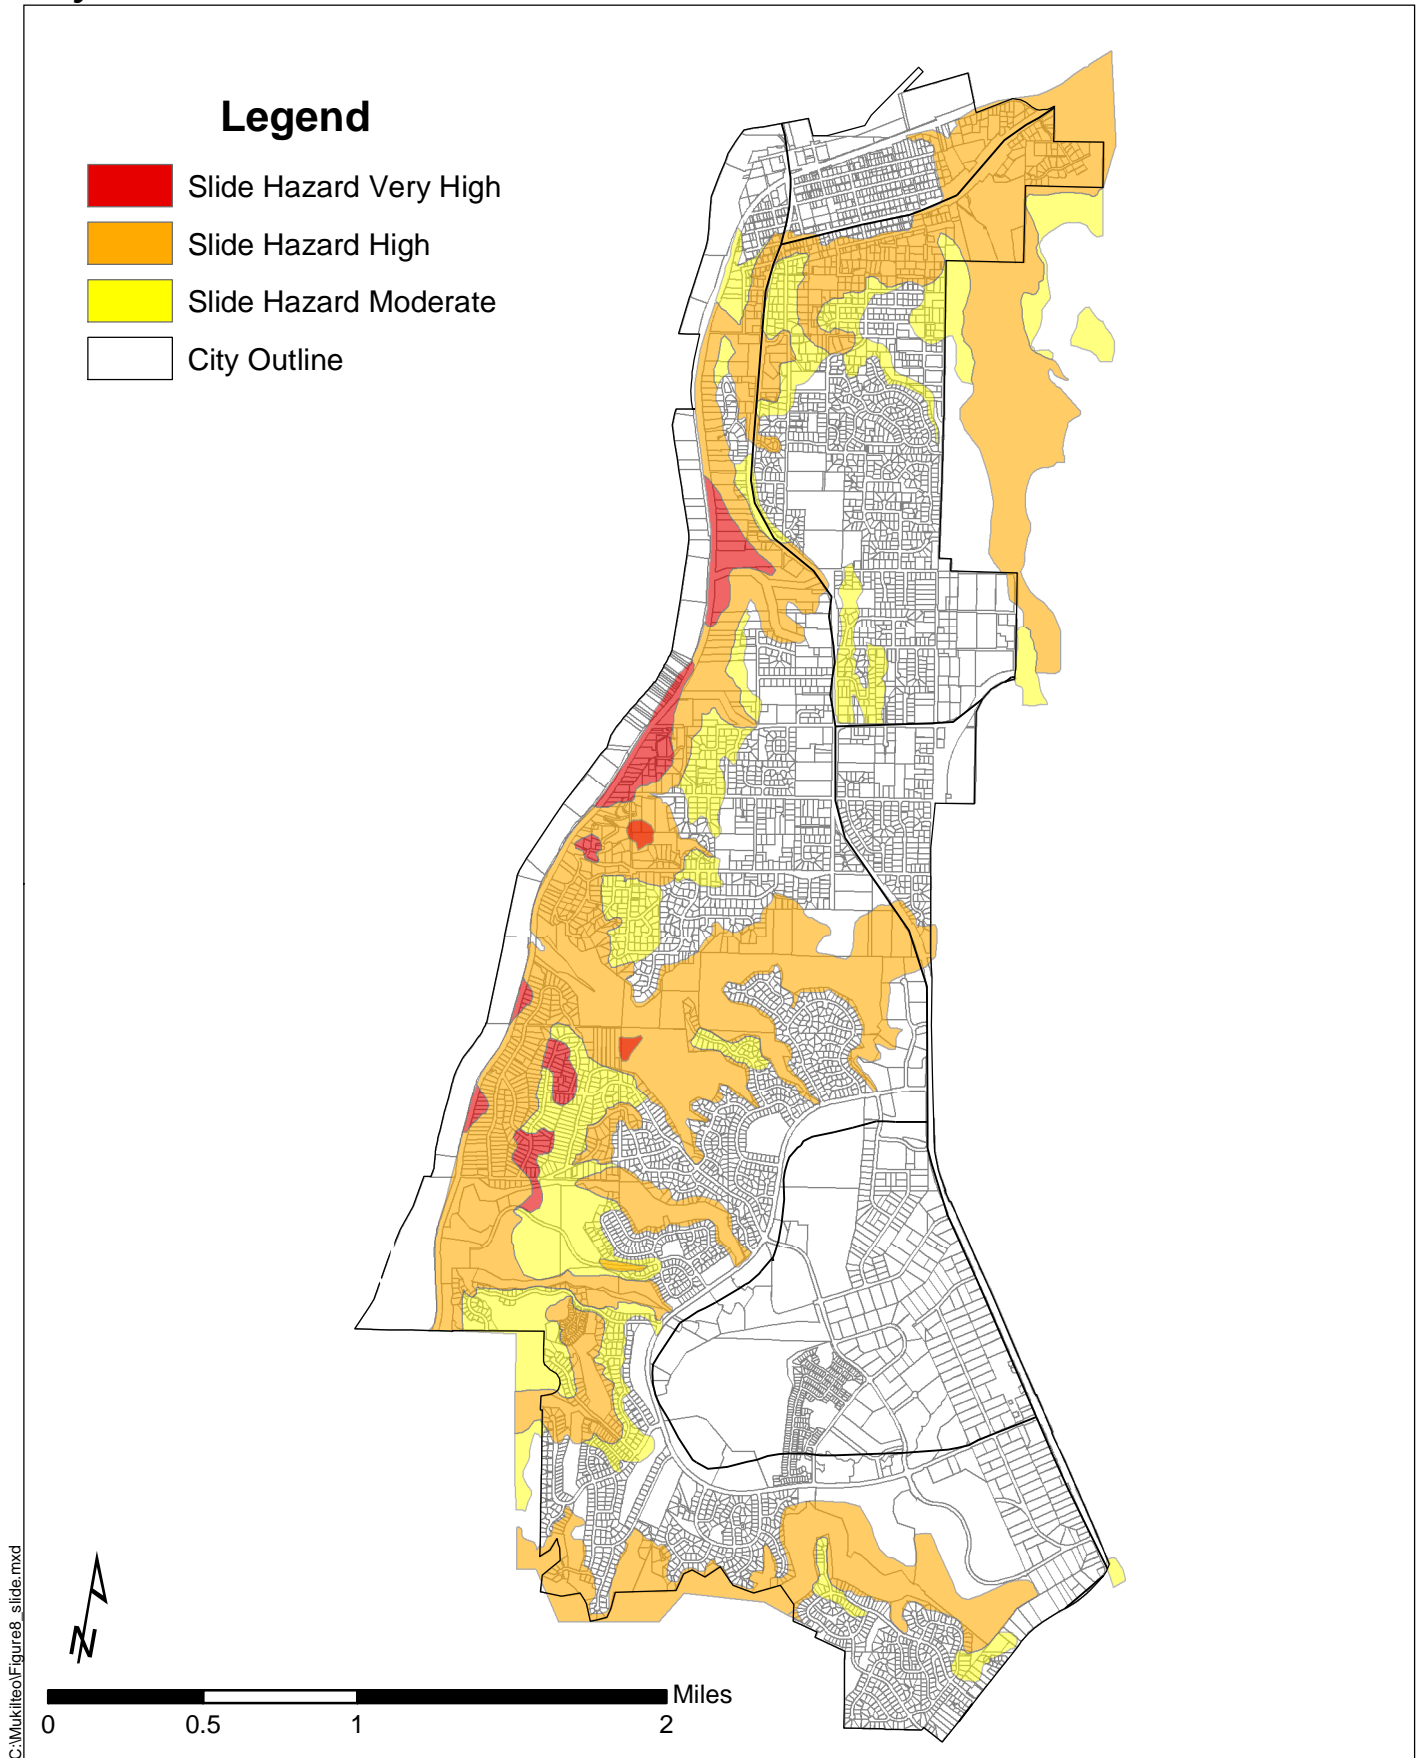 Legend
Slide Hazard Very High
Slide Hazard High
Slide Hazard Moderate
City Outline
N
Miles
0 0.5 1 2
C:\Mukilteo\Figure8_slide.mxd